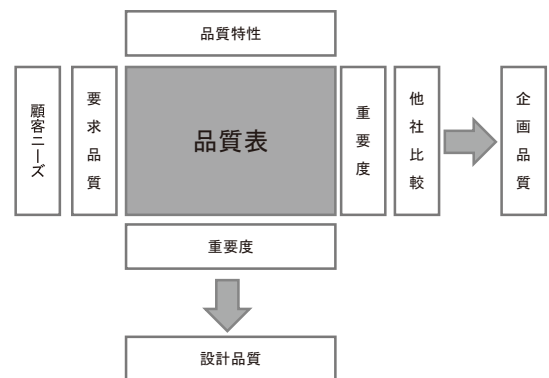 品質特性
顧客ニーズ
要求品質
品質表
重要度
他社比較
企画品質
重要度
設計品質